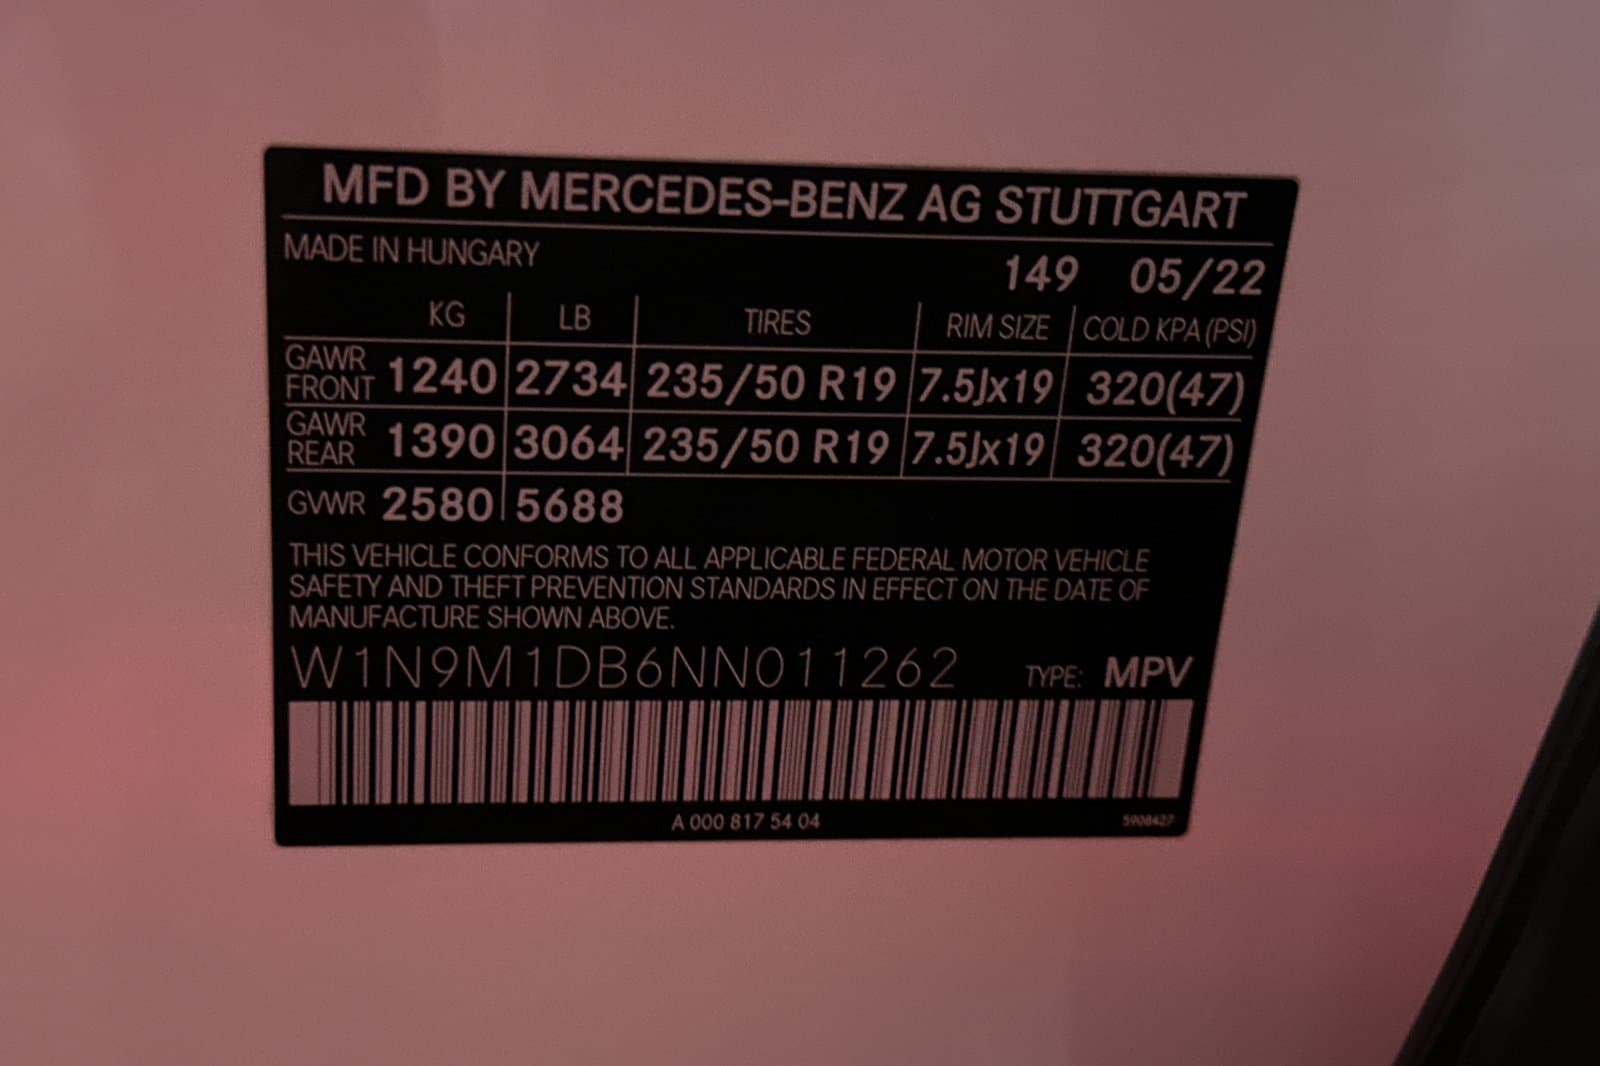 MFD BY MERCEDES-BENZ AG STUTTGART
MADE IN HUNGARY
149 05/22
KG LB TIRES RIM SIZE COLD KPA (PSI)
GAWR FRONT 1240 2734 235/50 R19 7.5Jx19 320(47)
GAWR REAR 1390 3064 235/50 R19 7.5Jx19 320(47)
GVWR 2580 5688
THIS VEHICLE CONFORMS TO ALL APPLICABLE FEDERAL MOTOR VEHICLE
SAFETY AND THEFT PREVENTION STANDARDS IN EFFECT ON THE DATE OF
MANUFACTURE SHOWN ABOVE.
W1N9M1DB6NN011262 TYPE: MPV
A 000 817 54 04 5908427